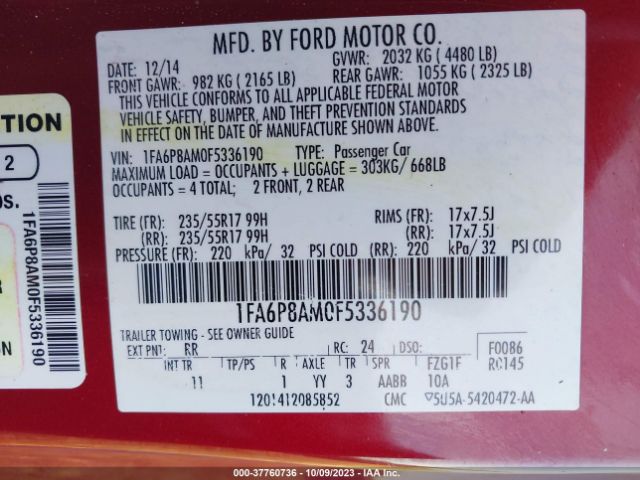 MFD. BY FORD MOTOR CO.
DATE: 12/14 GVWR: 2032 KG ( 4480 LB)
FRONT GAWR: 982 KG ( 2165 LB) REAR GAWR: 1055 KG ( 2325 LB)
THIS VEHICLE CONFORMS TO ALL APPLICABLE FEDERAL MOTOR
VEHICLE SAFETY, BUMPER, AND THEFT PREVENTION STANDARDS
IN EFFECT ON THE DATE OF MANUFACTURE SHOWN ABOVE.
VIN: 1FA6P8AM0F5336190 TYPE: Passenger Car
MAXIMUM LOAD = OCCUPANTS + LUGGAGE = 303KG/ 668LB
OCCUPANTS = 4 TOTAL; 2 FRONT, 2 REAR
TIRE (FR): 235/55R17 99H RIMS (FR): 17x7.5J
(RR): 235/55R17 99H (RR): 17x7.5J
PRESSURE (FR): 220 kPa/ 32 PSI COLD (RR): 220 kPa/ 32 PSI COLD
1FA6P8AM0F5336190
TRAILER TOWING - SEE OWNER GUIDE
EXT PNT: RR RC: 24 DSO: F0086
INT TR TP/PS R AXLE TR SPR FZG1F RC145
11 1 YY 3 AABB 10A
1201412085852 CMC 5U5A-5420472-AA
TION
2
OS.
1FA6P8AM0F5336190
R
ON
000-37760736 - 10/09/2023 - IAA Inc.